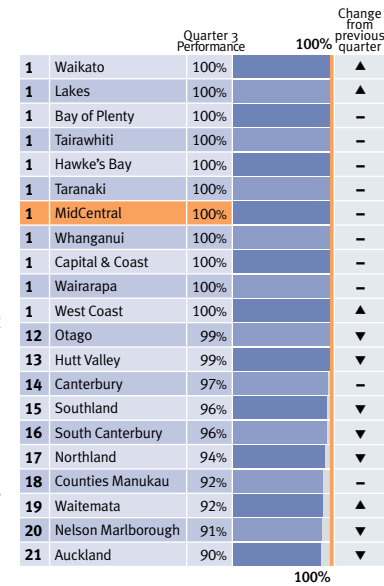 Quarter 3
Performance
100%
Change
from
previous
quarter
1 Waikato 100% ▲
1 Lakes 100% ▲
1 Bay of Plenty 100% –
1 Tairawhiti 100% –
1 Hawke's Bay 100% –
1 Taranaki 100% –
1 MidCentral 100% –
1 Whanganui 100% –
1 Capital & Coast 100% –
1 Wairarapa 100% –
1 West Coast 100% ▲
12 Otago 99% ▼
13 Hutt Valley 99% ▼
14 Canterbury 97% –
15 Southland 96% ▼
16 South Canterbury 96% ▼
17 Northland 94% ▼
18 Counties Manukau 92% –
19 Waitemata 92% ▲
20 Nelson Marlborough 91% ▼
21 Auckland 90% ▼
100%